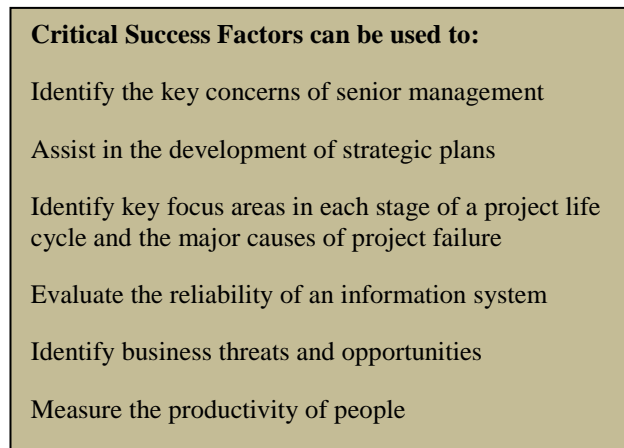 Critical Success Factors can be used to:
Identify the key concerns of senior management
Assist in the development of strategic plans
Identify key focus areas in each stage of a project life
cycle and the major causes of project failure
Evaluate the reliability of an information system
Identify business threats and opportunities
Measure the productivity of people